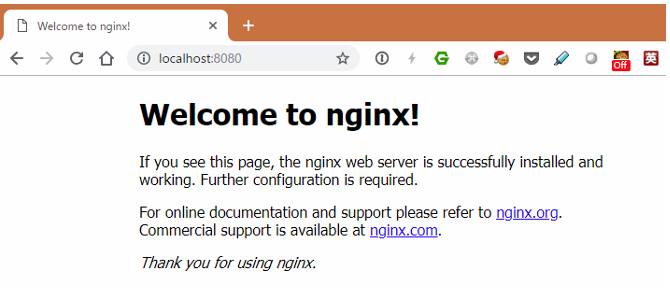 Welcome to nginx!
localhost:8080
Off
英
Welcome to nginx!
If you see this page, the nginx web server is successfully installed and
working. Further configuration is required.
For online documentation and support please refer to nginx.org.
Commercial support is available at nginx.com.
Thank you for using nginx.